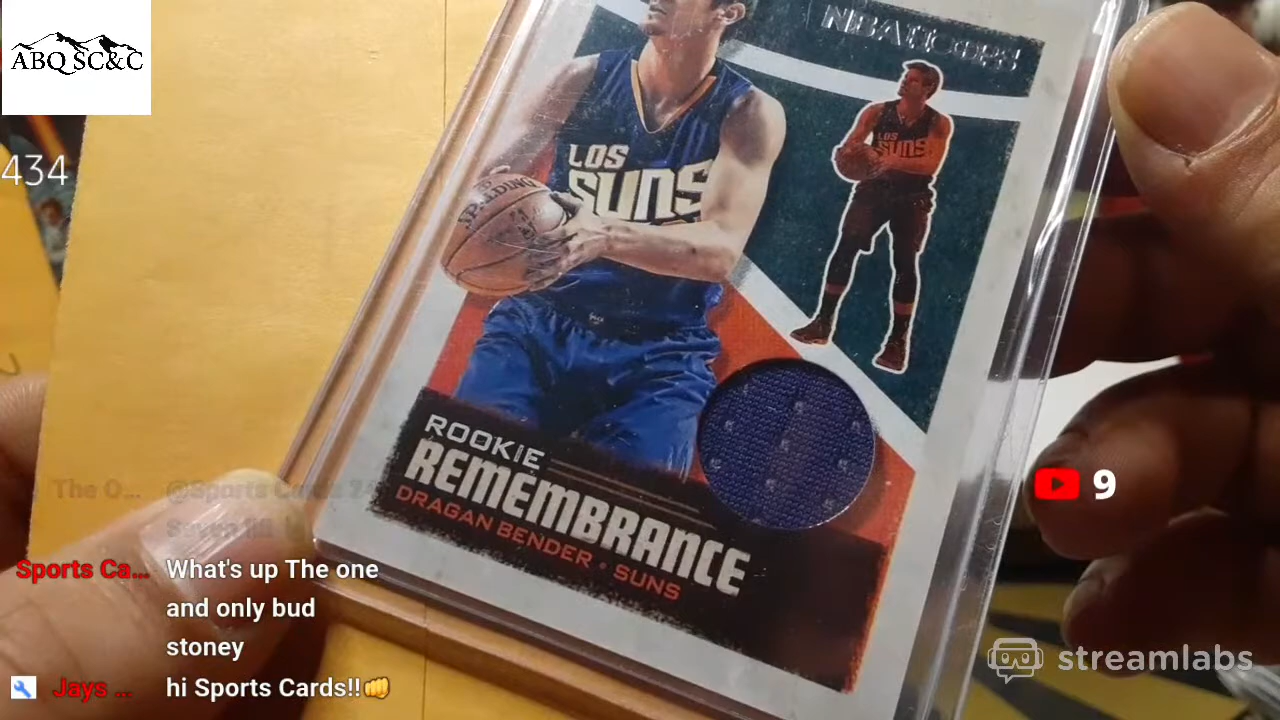 ABQ SC&C
434
NBA HOOPS
LOS
SUNS
LOS
SUNS
SPALDING
ROOKIE
REMEMBRANCE
DRAGAN BENDER • SUNS
9
The O... @Sports Cards
Sports Ca... What's up The one
and only bud
stoney
Jays ... hi Sports Cards!!👊
streamlabs